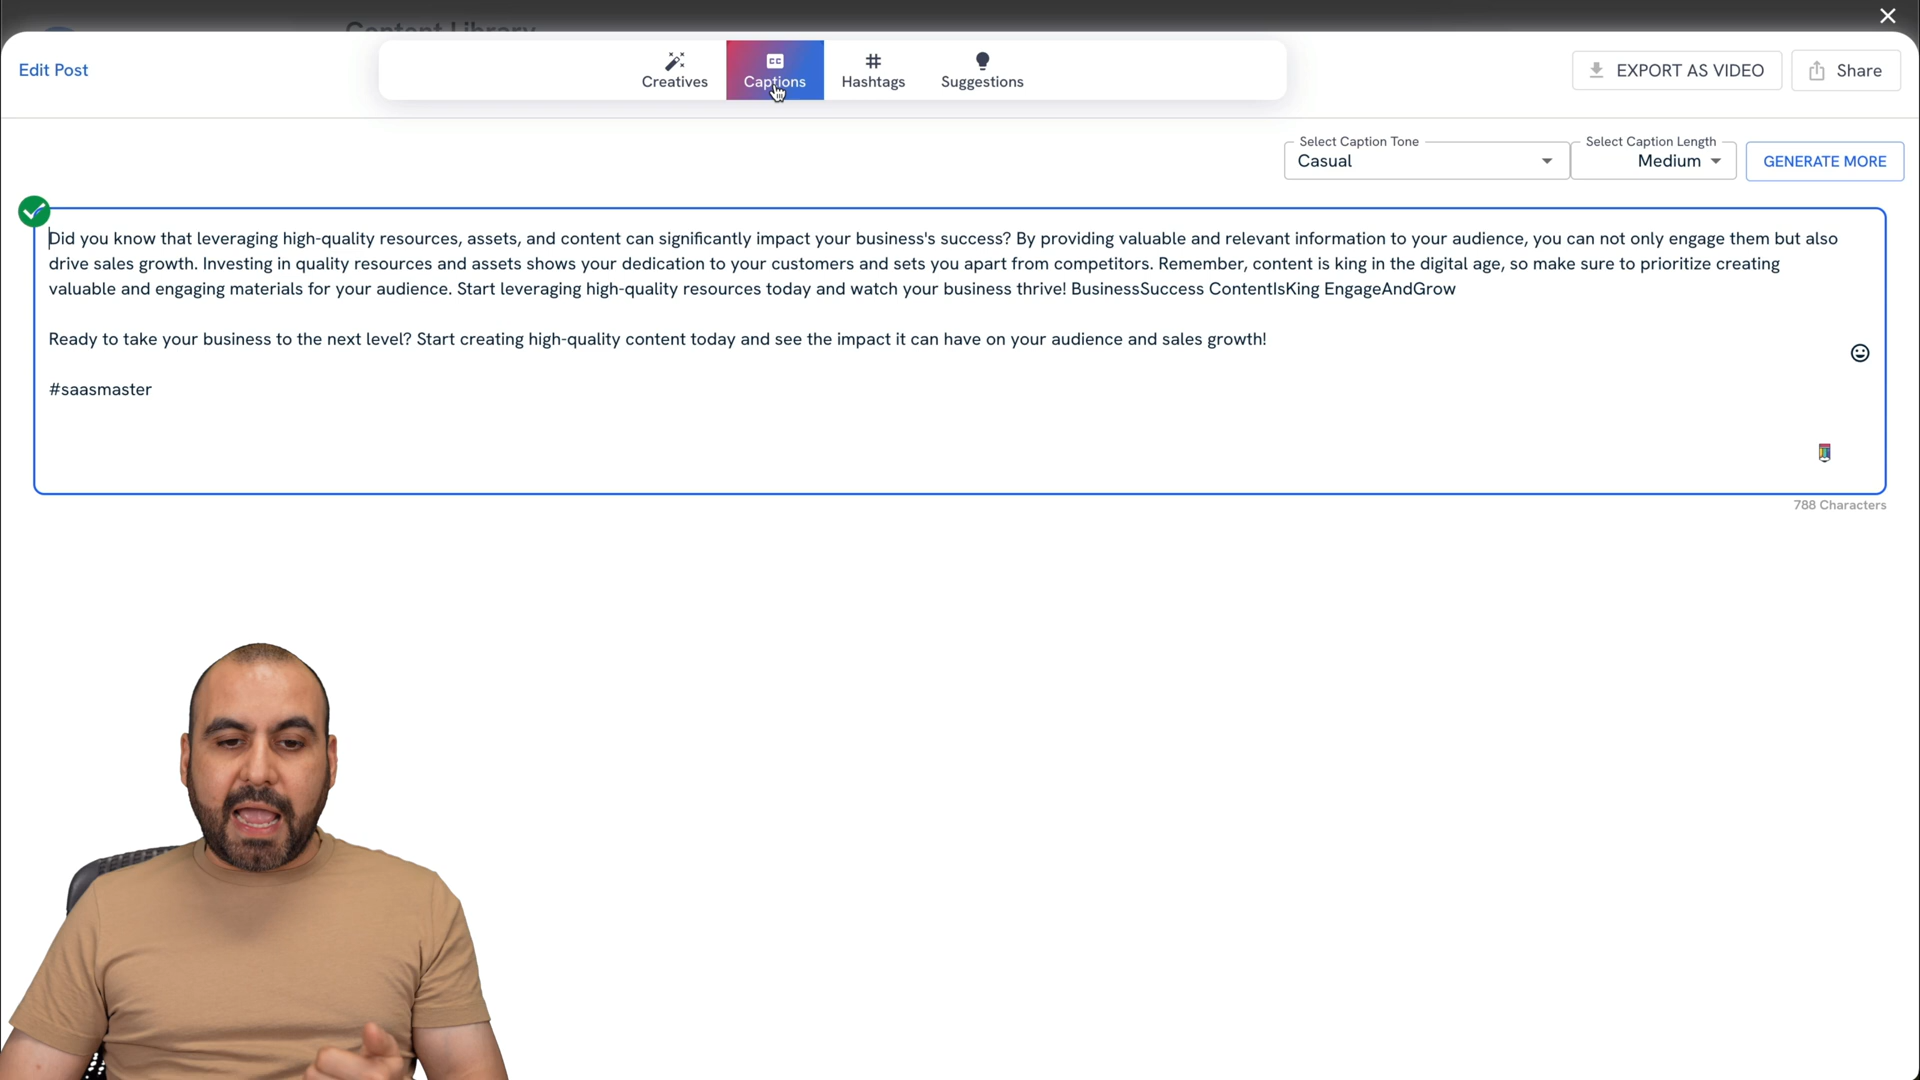 Content Library
Edit Post
Creatives
CC
Captions
Hashtags
Suggestions
EXPORT AS VIDEO
Share
Select Caption Tone
Casual
Select Caption Length
Medium
GENERATE MORE
Did you know that leveraging high-quality resources, assets, and content can significantly impact your business's success? By providing valuable and relevant information to your audience, you can not only engage them but also
drive sales growth. Investing in quality resources and assets shows your dedication to your customers and sets you apart from competitors. Remember, content is king in the digital age, so make sure to prioritize creating
valuable and engaging materials for your audience. Start leveraging high-quality resources today and watch your business thrive! BusinessSuccess ContentIsKing EngageAndGrow
Ready to take your business to the next level? Start creating high-quality content today and see the impact it can have on your audience and sales growth!
#saasmaster
788 Characters